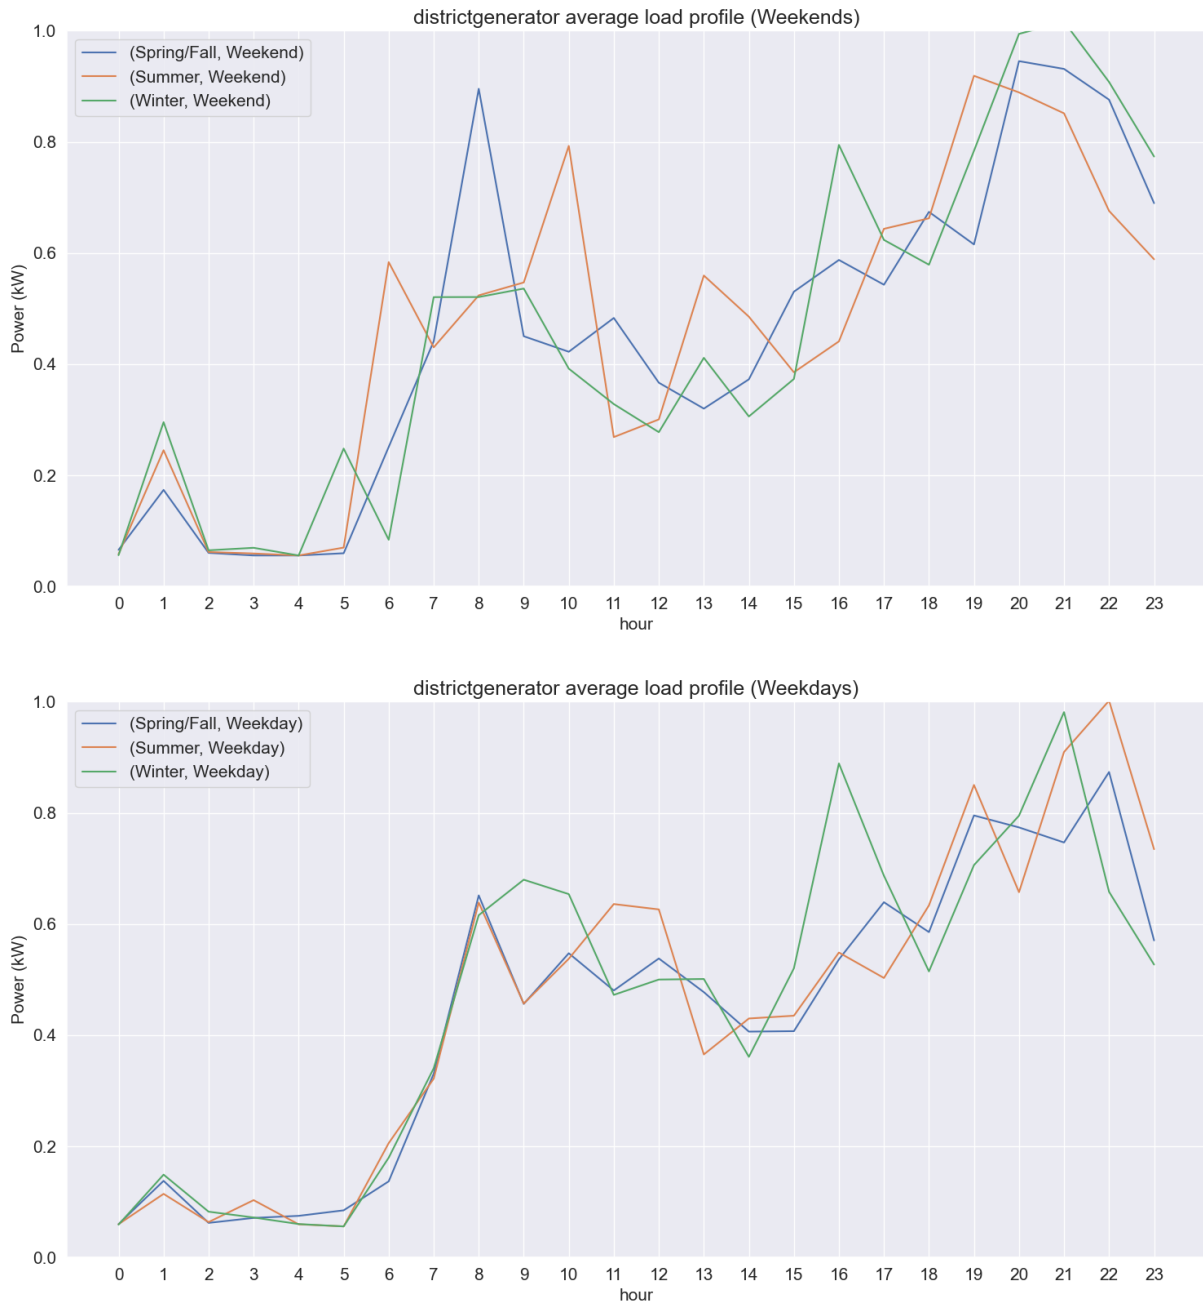 districtgenerator average load profile (Weekends)
1.0
(Spring/Fall, Weekend)
(Summer, Weekend)
(Winter, Weekend)
0.8
0.6
Power (kW)
0.4
0.2
0.0
0 1 2 3 4 5 6 7 8 9 10 11 12 13 14 15 16 17 18 19 20 21 22 23
hour
districtgenerator average load profile (Weekdays)
1.0
(Spring/Fall, Weekday)
(Summer, Weekday)
(Winter, Weekday)
0.8
0.6
Power (kW)
0.4
0.2
0.0
0 1 2 3 4 5 6 7 8 9 10 11 12 13 14 15 16 17 18 19 20 21 22 23
hour